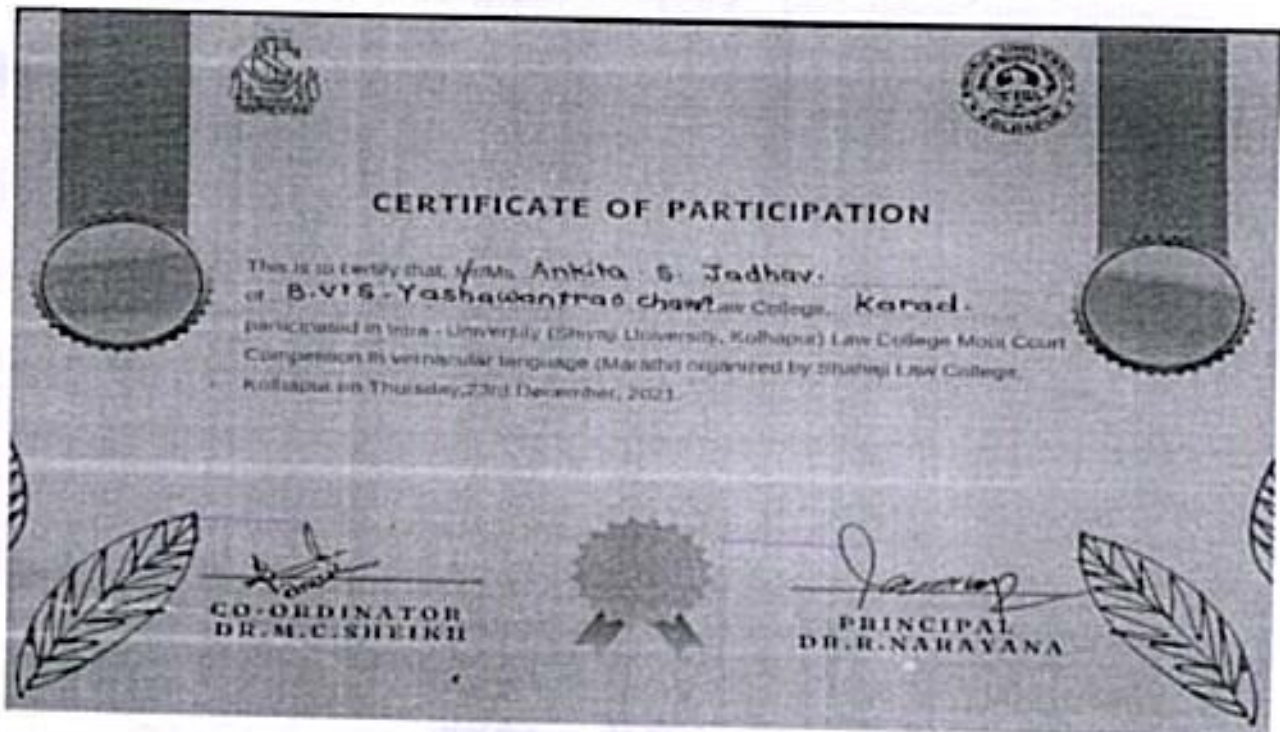 CERTIFICATE OF PARTICIPATION
This is to certify that, Mr/Ms. Ankita S. Jadhav.
of B.V'S. Yashawantrao Law College, Karad.
participated in Intra - University (Shivaji University, Kolhapur) Law College Moot Court
Competition in vernacular language (Marathi) organized by Shahaji Law College,
Kolhapur on Thursday, 23rd December, 2021.
CO-ORDINATOR
DR.M.C.SHEIKH
PRINCIPAL
DR.R.NARAYANA